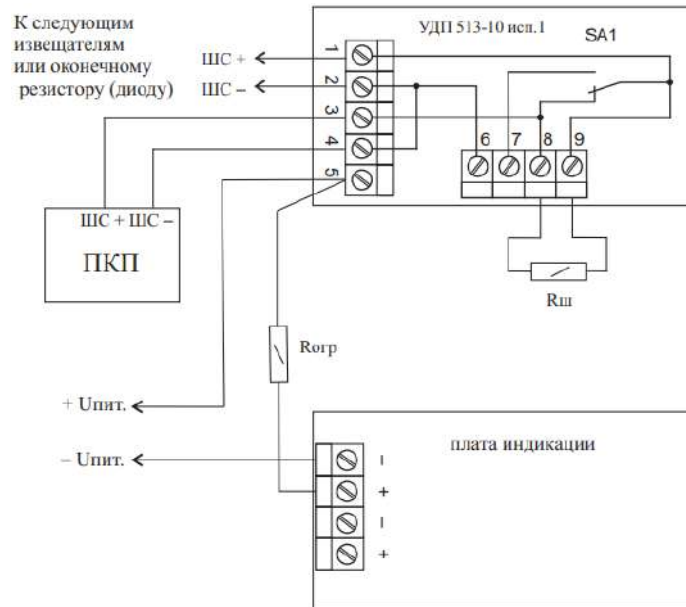 К следующим
извещателям
или оконечному
резистору (диоду)
ШС +
ШС –
УДП 513-10 исп.1
SA1
1
2
3
4
5
6 7 8 9
ШС + ШС –
ПКП
Rш
Rогр
+ Uпит.
– Uпит.
плата индикации
–
+
–
+